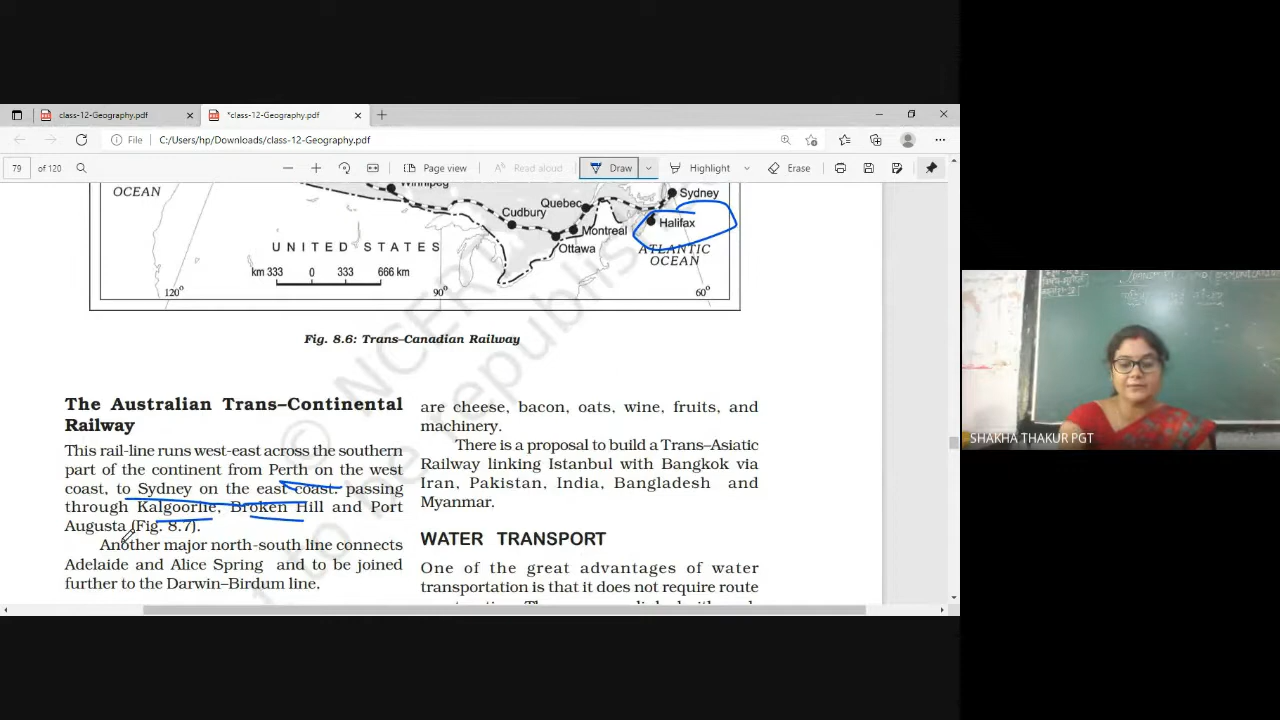 class-12-Geography.pdf
*class-12-Geography.pdf
File
C:/Users/hp/Downloads/class-12-Geography.pdf
79 of 120
Page view
Read aloud
Draw
Highlight
Erase
OCEAN
Winnipeg
Sydney
Quebec
Halifax
Cudbury
Montreal
UNITED STATES
Ottawa
ATLANTIC
OCEAN
km 333 0 333 666 km
120°
90°
60°
Fig. 8.6: Trans–Canadian Railway
The Australian Trans–Continental
Railway
This rail-line runs west-east across the southern
part of the continent from Perth on the west
coast, to Sydney on the east coast. passing
through Kalgoorlie, Broken Hill and Port
Augusta (Fig. 8.7).
Another major north-south line connects
Adelaide and Alice Spring and to be joined
further to the Darwin–Birdum line.
are cheese, bacon, oats, wine, fruits, and
machinery.
There is a proposal to build a Trans–Asiatic
Railway linking Istanbul with Bangkok via
Iran, Pakistan, India, Bangladesh and
Myanmar.
WATER TRANSPORT
One of the great advantages of water
transportation is that it does not require route
© NCERT
to be republis
SHAKHA THAKUR PGT